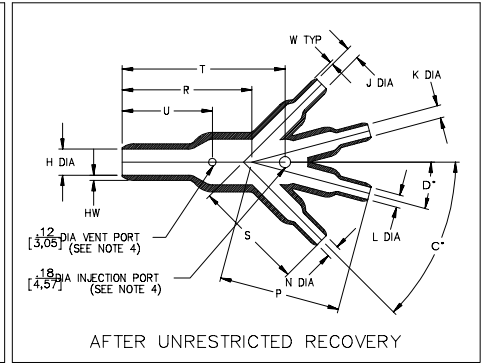 W TYP
J DIA
K DIA
T
R
U
H DIA
HW
.12 DIA VENT PORT
[3,05] (SEE NOTE 4)
.18 DIA INJECTION PORT
[4,57] (SEE NOTE 4)
S
N DIA
P
L DIA
D°
C°
AFTER UNRESTRICTED RECOVERY